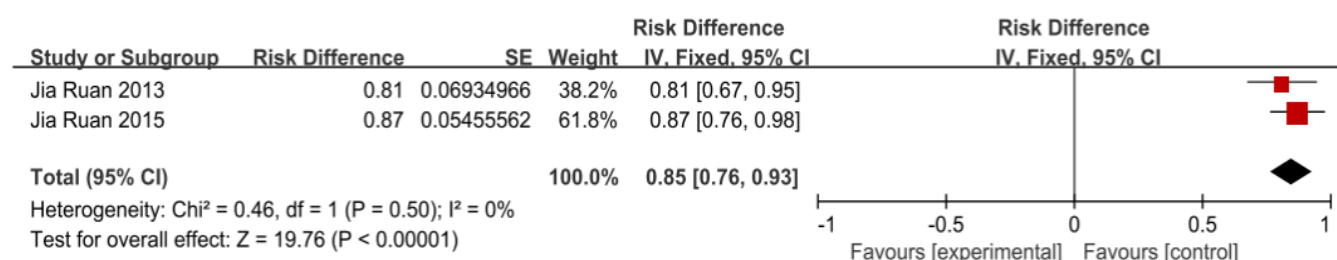 Risk Difference Risk Difference
Study or Subgroup Risk Difference SE Weight IV, Fixed, 95% CI IV, Fixed, 95% CI
Jia Ruan 2013 0.81 0.06934966 38.2% 0.81 [0.67, 0.95]
Jia Ruan 2015 0.87 0.05455562 61.8% 0.87 [0.76, 0.98]
Total (95% CI) 100.0% 0.85 [0.76, 0.93]
Heterogeneity: Chi² = 0.46, df = 1 (P = 0.50); I² = 0%
Test for overall effect: Z = 19.76 (P < 0.00001)
-1 -0.5 0 0.5 1
Favours [experimental] Favours [control]